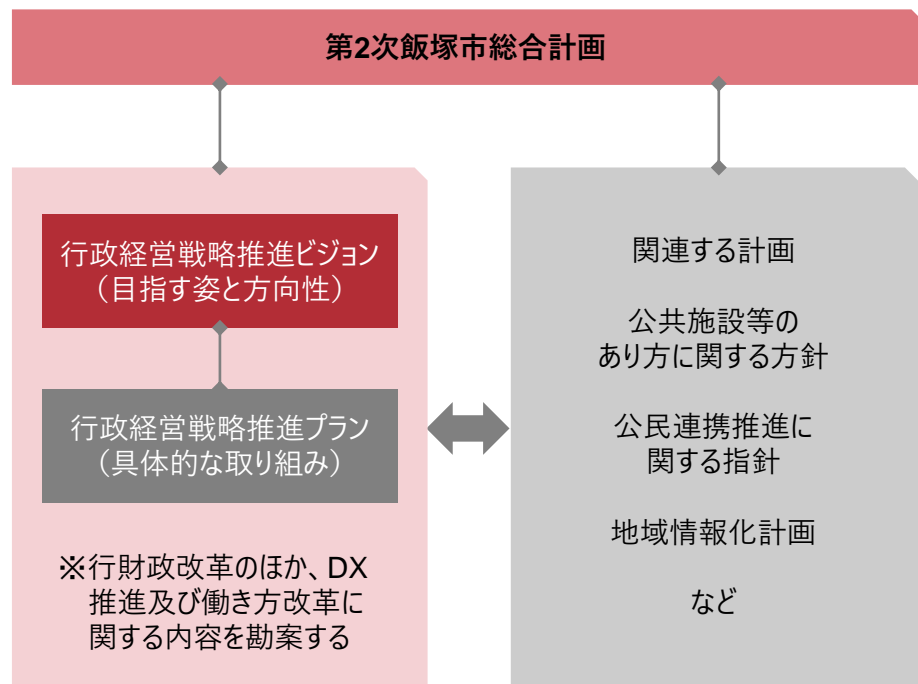 第2次飯塚市総合計画
行政経営戦略推進ビジョン
（目指す姿と方向性）
行政経営戦略推進プラン
（具体的な取り組み）
※行財政改革のほか、DX
推進及び働き方改革に
関する内容を勘案する
関連する計画
公共施設等の
あり方に関する方針
公民連携推進に
関する指針
地域情報化計画
など